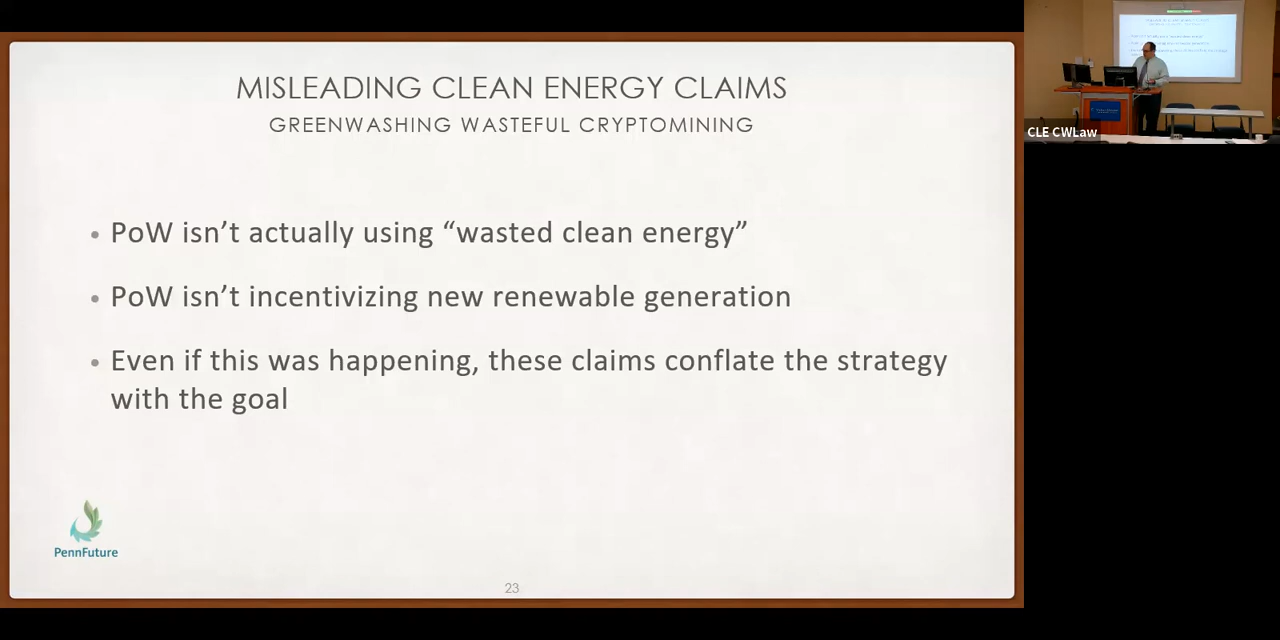 MISLEADING CLEAN ENERGY CLAIMS
GREENWASHING WASTEFUL CRYPTOMINING
• PoW isn’t actually using “wasted clean energy”
• PoW isn’t incentivizing new renewable generation
• Even if this was happening, these claims conflate the strategy
with the goal
PennFuture
23
CLE CWLaw